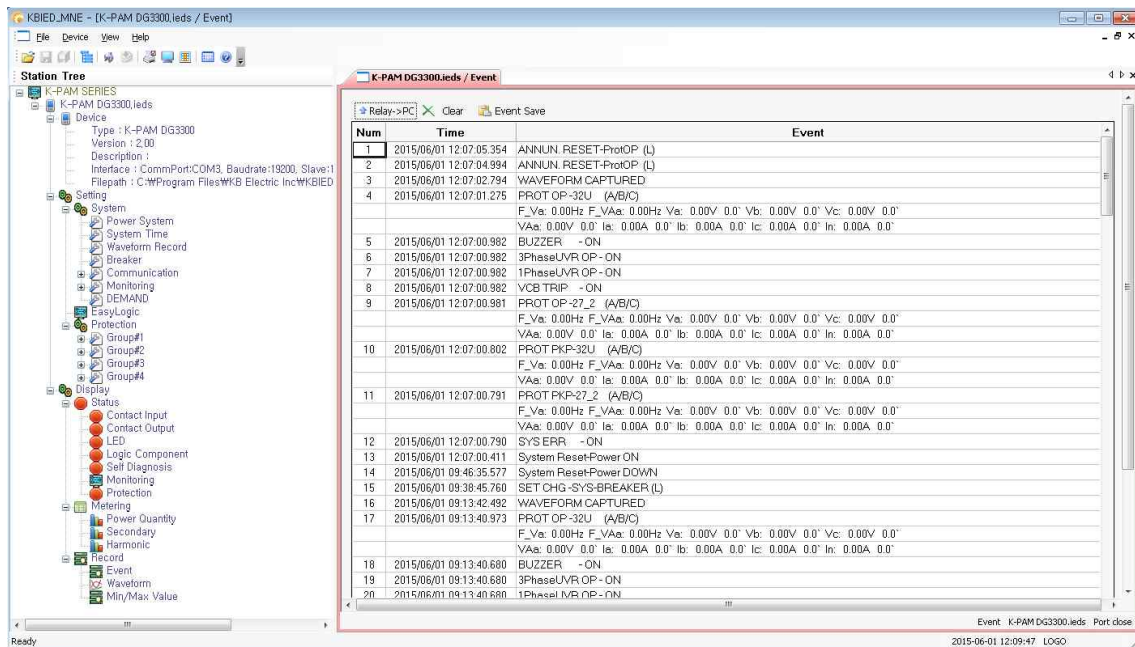 KBIED_MNE - [K-PAM DG3300.ieds / Event]
File Device View Help
Station Tree
K-PAM SERIES
K-PAM DG3300.ieds
Device
Type : K-PAM DG3300
Version : 2.00
Description :
Interface : CommPort:COM3, Baudrate:19200, Slave:1
Filepath : C:₩Program Files₩KB Electric Inc₩KBIED
Setting
System
Power System
System Time
Waveform Record
Breaker
Communication
Monitoring
DEMAND
EasyLogic
Protection
Group#1
Group#2
Group#3
Group#4
Display
Status
Contact Input
Contact Output
LED
Logic Component
Self Diagnosis
Monitoring
Protection
Metering
Power Quantity
Secondary
Harmonic
Record
Event
Waveform
Min/Max Value
K-PAM DG3300.ieds / Event
Relay->PC Clear Event Save
Num Time Event
1 2015/06/01 12:07:05.354 ANNUN. RESET-ProtOP (L)
2 2015/06/01 12:07:04.994 ANNUN. RESET-ProtOP (L)
3 2015/06/01 12:07:02.794 WAVEFORM CAPTURED
4 2015/06/01 12:07:01.275 PROT OP-32U (A/B/C)
F_Va: 0.00Hz F_VAa: 0.00Hz Va: 0.00V 0.0` Vb: 0.00V 0.0` Vc: 0.00V 0.0`
VAa: 0.00V 0.0` Ia: 0.00A 0.0` Ib: 0.00A 0.0` Ic: 0.00A 0.0` In: 0.00A 0.0`
5 2015/06/01 12:07:00.982 BUZZER - ON
6 2015/06/01 12:07:00.982 3PhaseUVR OP - ON
7 2015/06/01 12:07:00.982 1PhaseUVR OP - ON
8 2015/06/01 12:07:00.982 VCB TRIP - ON
9 2015/06/01 12:07:00.981 PROT OP-27_2 (A/B/C)
F_Va: 0.00Hz F_VAa: 0.00Hz Va: 0.00V 0.0` Vb: 0.00V 0.0` Vc: 0.00V 0.0`
VAa: 0.00V 0.0` Ia: 0.00A 0.0` Ib: 0.00A 0.0` Ic: 0.00A 0.0` In: 0.00A 0.0`
10 2015/06/01 12:07:00.802 PROT PKP-32U (A/B/C)
F_Va: 0.00Hz F_VAa: 0.00Hz Va: 0.00V 0.0` Vb: 0.00V 0.0` Vc: 0.00V 0.0`
VAa: 0.00V 0.0` Ia: 0.00A 0.0` Ib: 0.00A 0.0` Ic: 0.00A 0.0` In: 0.00A 0.0`
11 2015/06/01 12:07:00.791 PROT PKP-27_2 (A/B/C)
F_Va: 0.00Hz F_VAa: 0.00Hz Va: 0.00V 0.0` Vb: 0.00V 0.0` Vc: 0.00V 0.0`
VAa: 0.00V 0.0` Ia: 0.00A 0.0` Ib: 0.00A 0.0` Ic: 0.00A 0.0` In: 0.00A 0.0`
12 2015/06/01 12:07:00.790 SYS ERR - ON
13 2015/06/01 12:07:00.411 System Reset-Power ON
14 2015/06/01 09:46:35.577 System Reset-Power DOWN
15 2015/06/01 09:38:45.760 SET CHG-SYS-BREAKER (L)
16 2015/06/01 09:13:42.492 WAVEFORM CAPTURED
17 2015/06/01 09:13:40.973 PROT OP-32U (A/B/C)
F_Va: 0.00Hz F_VAa: 0.00Hz Va: 0.00V 0.0` Vb: 0.00V 0.0` Vc: 0.00V 0.0`
VAa: 0.00V 0.0` Ia: 0.00A 0.0` Ib: 0.00A 0.0` Ic: 0.00A 0.0` In: 0.00A 0.0`
18 2015/06/01 09:13:40.680 BUZZER - ON
19 2015/06/01 09:13:40.680 3PhaseUVR OP - ON
20 2015/06/01 09:13:40.680 1PhaseUVR OP - ON
Event K-PAM DG3300.ieds Port close
Ready 2015-06-01 12:09:47 LOGO